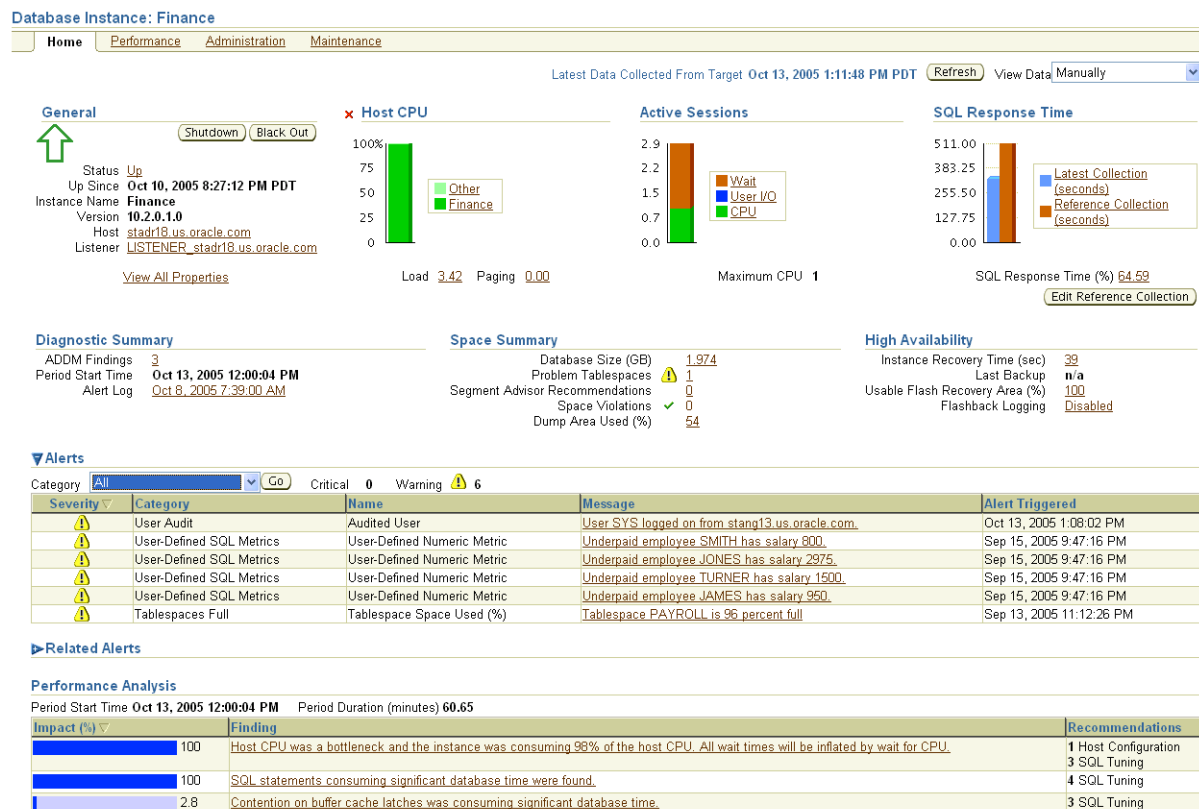 Database Instance: Finance
Home Performance Administration Maintenance
Latest Data Collected From Target Oct 13, 2005 1:11:48 PM PDT Refresh View Data Manually
General
Shutdown Black Out
Status Up
Up Since Oct 10, 2005 8:27:12 PM PDT
Instance Name Finance
Version 10.2.0.1.0
Host stadr18.us.oracle.com
Listener LISTENER_stadr18.us.oracle.com
View All Properties
Host CPU
100%
75
50
25
0
Other
Finance
Load 3.42 Paging 0.00
Active Sessions
2.9
2.2
1.5
0.7
0.0
Wait
User I/O
CPU
Maximum CPU 1
SQL Response Time
511.00
383.25
255.50
127.75
0.00
Latest Collection
(seconds)
Reference Collection
(seconds)
SQL Response Time (%) 64.59
Edit Reference Collection
Diagnostic Summary
ADDM Findings 3
Period Start Time Oct 13, 2005 12:00:04 PM
Alert Log Oct 8, 2005 7:39:00 AM
Space Summary
Database Size (GB) 1.974
Problem Tablespaces 1
Segment Advisor Recommendations 0
Space Violations 0
Dump Area Used (%) 54
High Availability
Instance Recovery Time (sec) 39
Last Backup n/a
Usable Flash Recovery Area (%) 100
Flashback Logging Disabled
Alerts
Category All Go Critical 0 Warning 6
Severity Category Name Message Alert Triggered
User Audit Audited User User SYS logged on from stang13.us.oracle.com. Oct 13, 2005 1:08:02 PM
User-Defined SQL Metrics User-Defined Numeric Metric Underpaid employee SMITH has salary 800. Sep 15, 2005 9:47:16 PM
User-Defined SQL Metrics User-Defined Numeric Metric Underpaid employee JONES has salary 2975. Sep 15, 2005 9:47:16 PM
User-Defined SQL Metrics User-Defined Numeric Metric Underpaid employee TURNER has salary 1500. Sep 15, 2005 9:47:16 PM
User-Defined SQL Metrics User-Defined Numeric Metric Underpaid employee JAMES has salary 950. Sep 15, 2005 9:47:16 PM
Tablespaces Full Tablespace Space Used (%) Tablespace PAYROLL is 96 percent full Sep 13, 2005 11:12:26 PM
Related Alerts
Performance Analysis
Period Start Time Oct 13, 2005 12:00:04 PM Period Duration (minutes) 60.65
Impact (%) Finding Recommendations
100 Host CPU was a bottleneck and the instance was consuming 98% of the host CPU. All wait times will be inflated by wait for CPU. 1 Host Configuration
3 SQL Tuning
100 SQL statements consuming significant database time were found. 4 SQL Tuning
2.8 Contention on buffer cache latches was consuming significant database time. 3 SQL Tuning